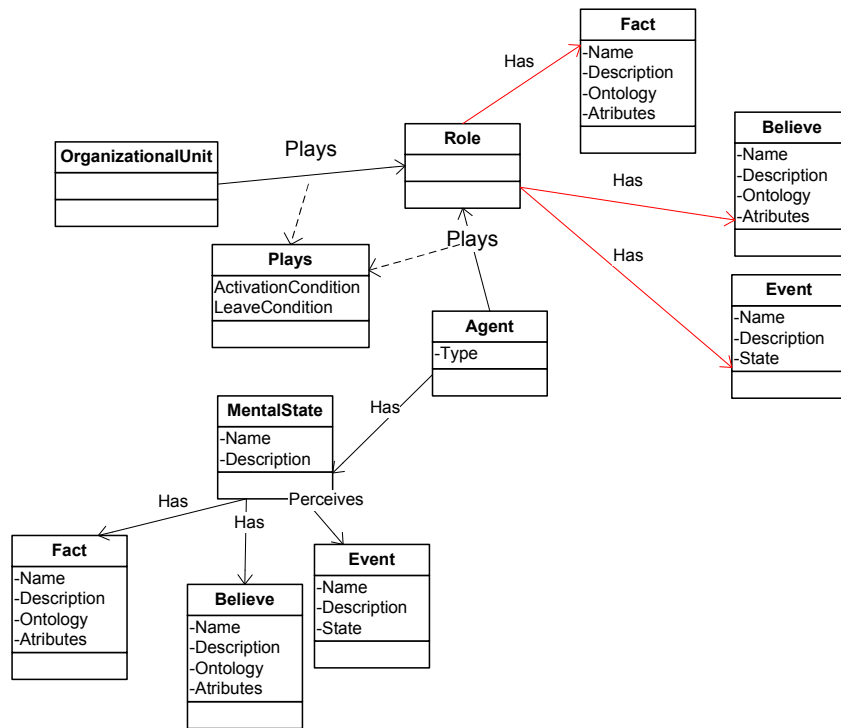 Fact
-Name
-Description
-Ontology
-Atributes
Has
Believe
-Name
-Description
-Ontology
-Atributes
Role
OrganizationalUnit
Plays
Has
Has
Plays
Plays
ActivationCondition
LeaveCondition
Event
-Name
-Description
-State
Agent
-Type
Has
MentalState
-Name
-Description
Has
Has
Perceives
Fact
-Name
-Description
-Ontology
-Atributes
Believe
-Name
-Description
-Ontology
-Atributes
Event
-Name
-Description
-State